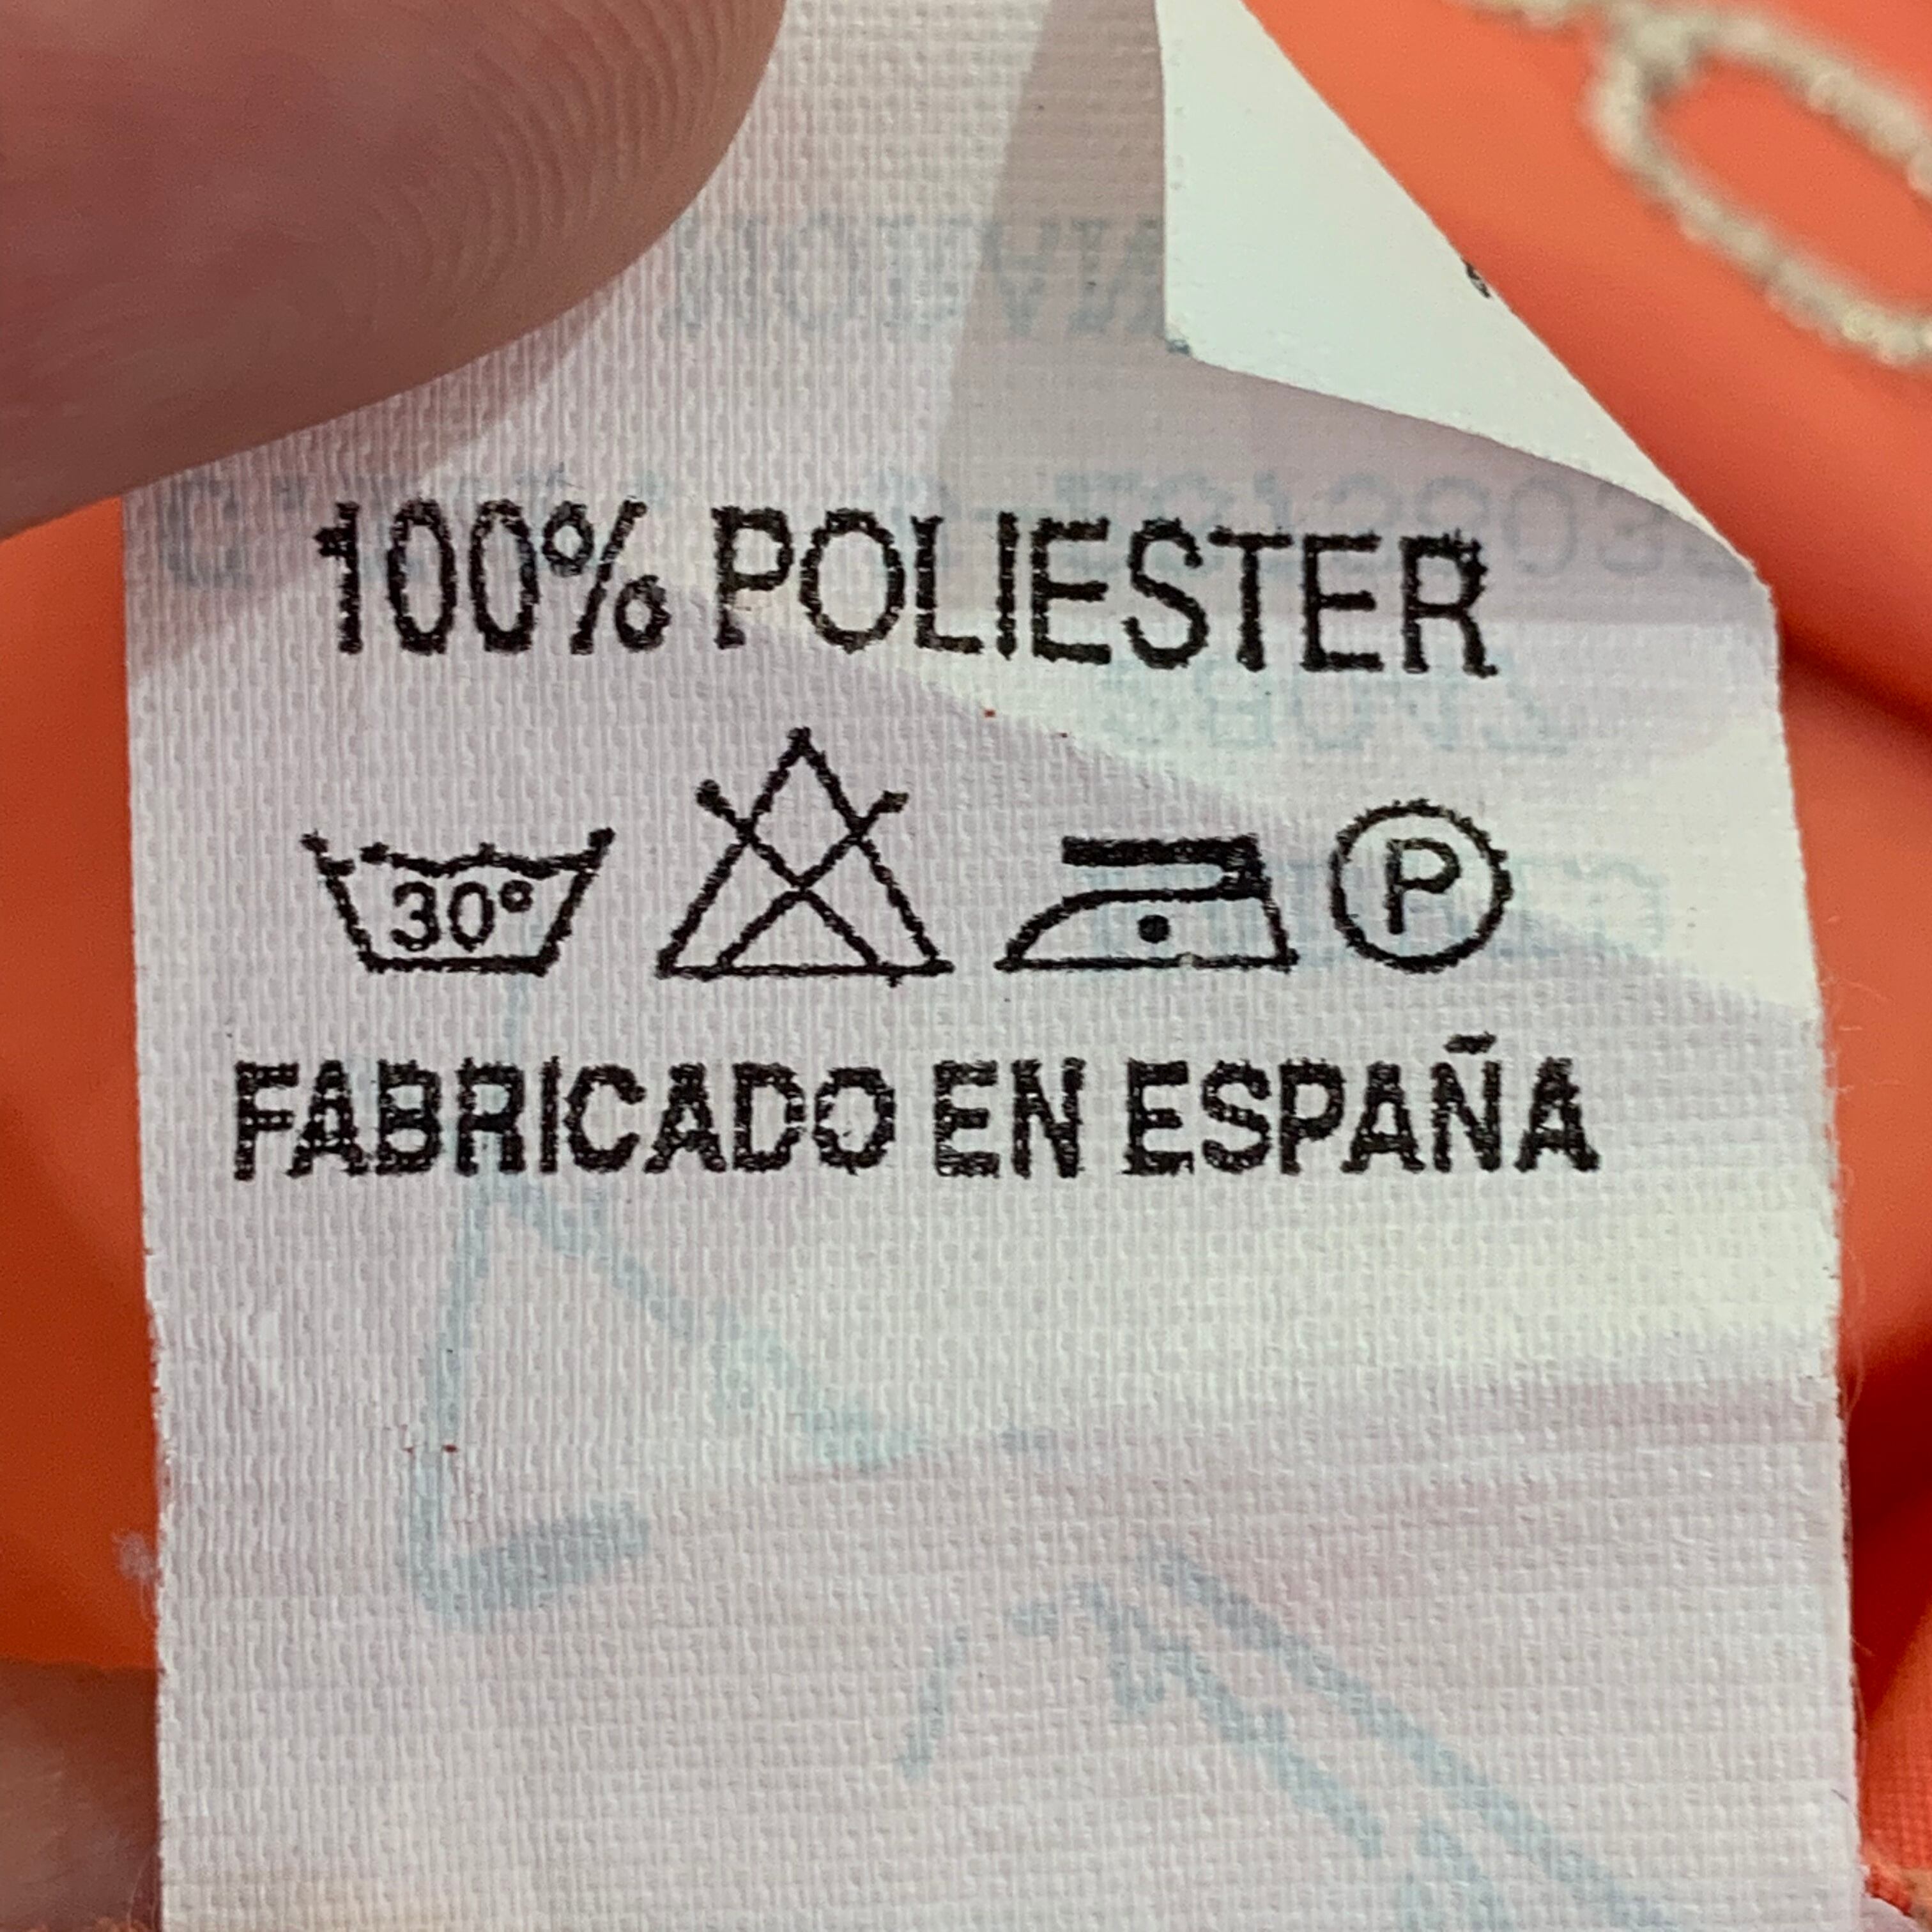 100% POLIESTER
30° P
FABRICADO EN ESPAÑA